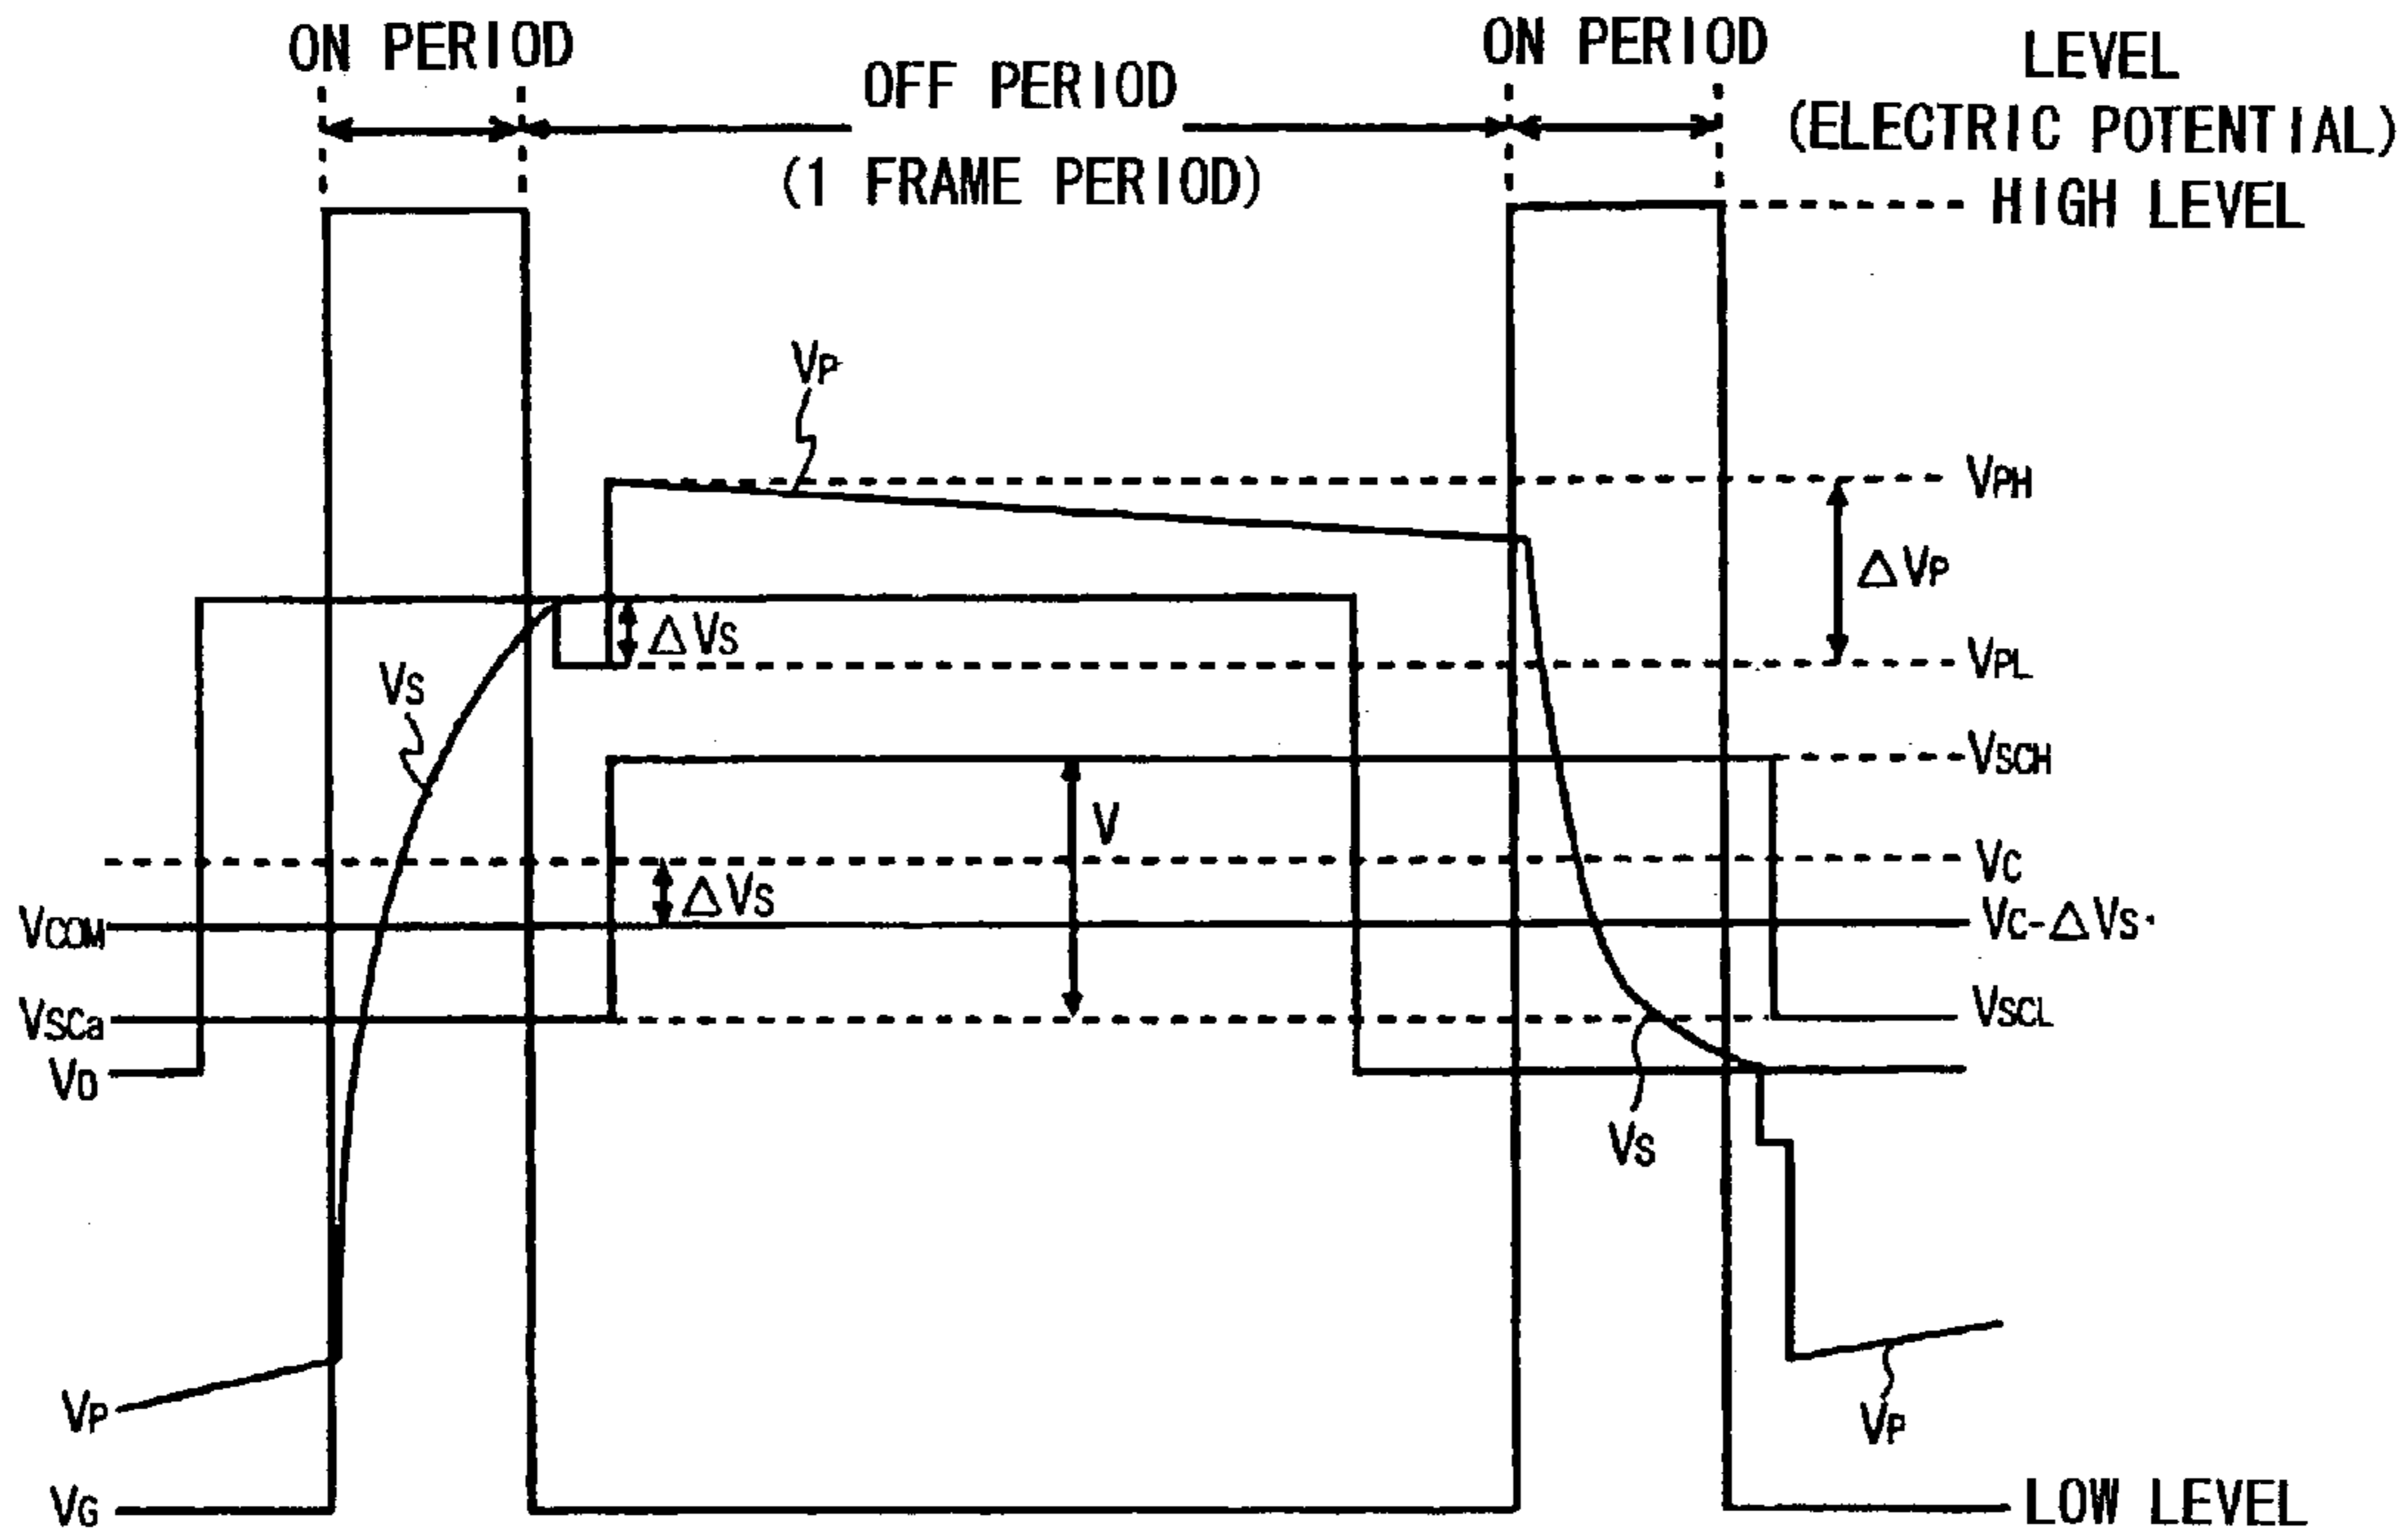 ON PERIOD
OFF PERIOD
(1 FRAME PERIOD)
ON PERIOD
LEVEL
(ELECTRIC POTENTIAL)
HIGH LEVEL
VP
VPH
ΔVP
ΔVS
VPL
VS
VSCH
V
VC
ΔVS
VCOM
VC-ΔVS
VSCa
VSCL
VD
VS
VP
VP
VG
LOW LEVEL